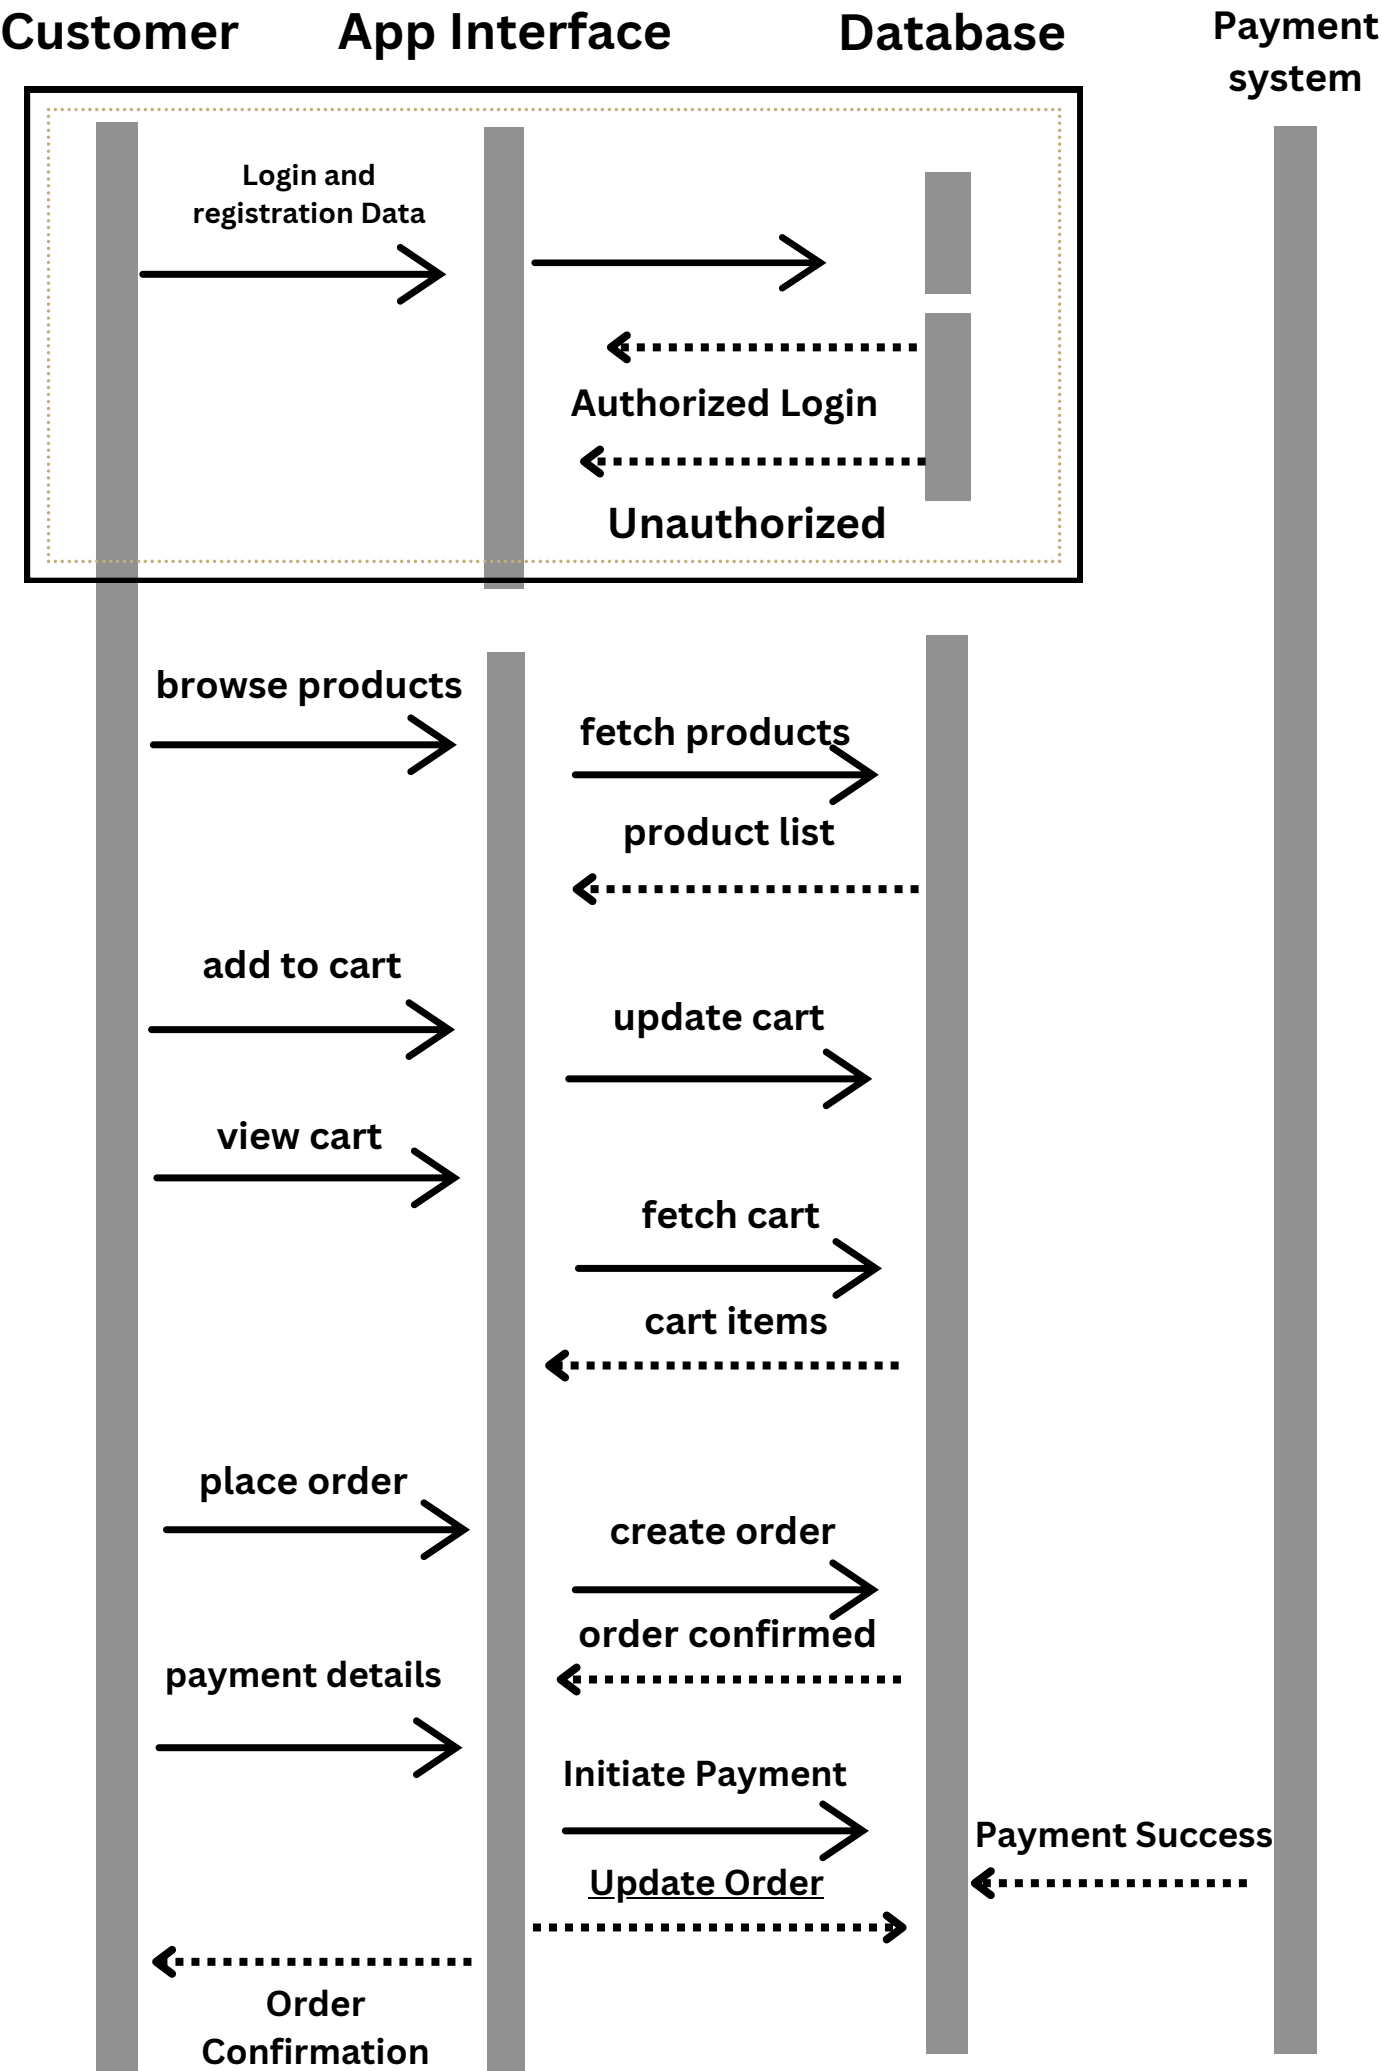 Customer
App Interface
Database
Payment
system
Login and
registration Data
Authorized Login
Unauthorized
browse products
fetch products
product list
add to cart
update cart
view cart
fetch cart
cart items
place order
create order
order confirmed
payment details
Initiate Payment
Payment Success
Update Order
Order
Confirmation